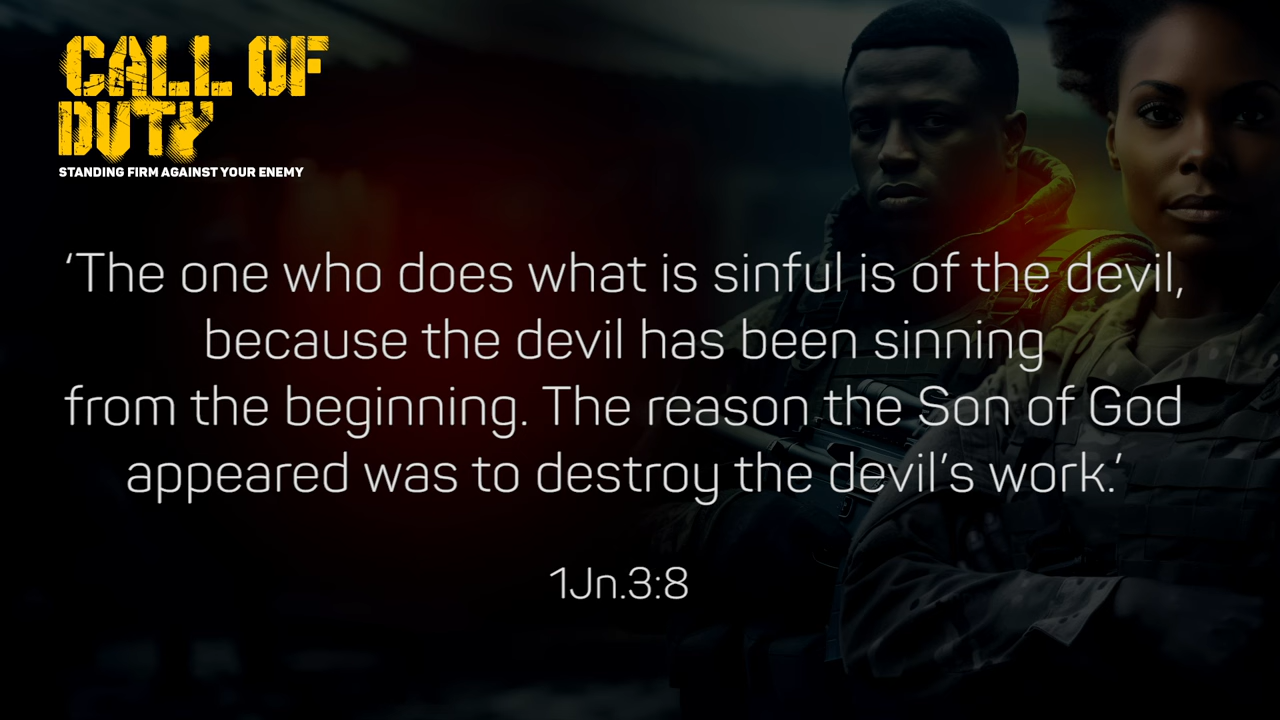 CALL OF
DUTY
STANDING FIRM AGAINST YOUR ENEMY
‘The one who does what is sinful is of the devil,
because the devil has been sinning
from the beginning. The reason the Son of God
appeared was to destroy the devil’s work.’
1Jn.3:8